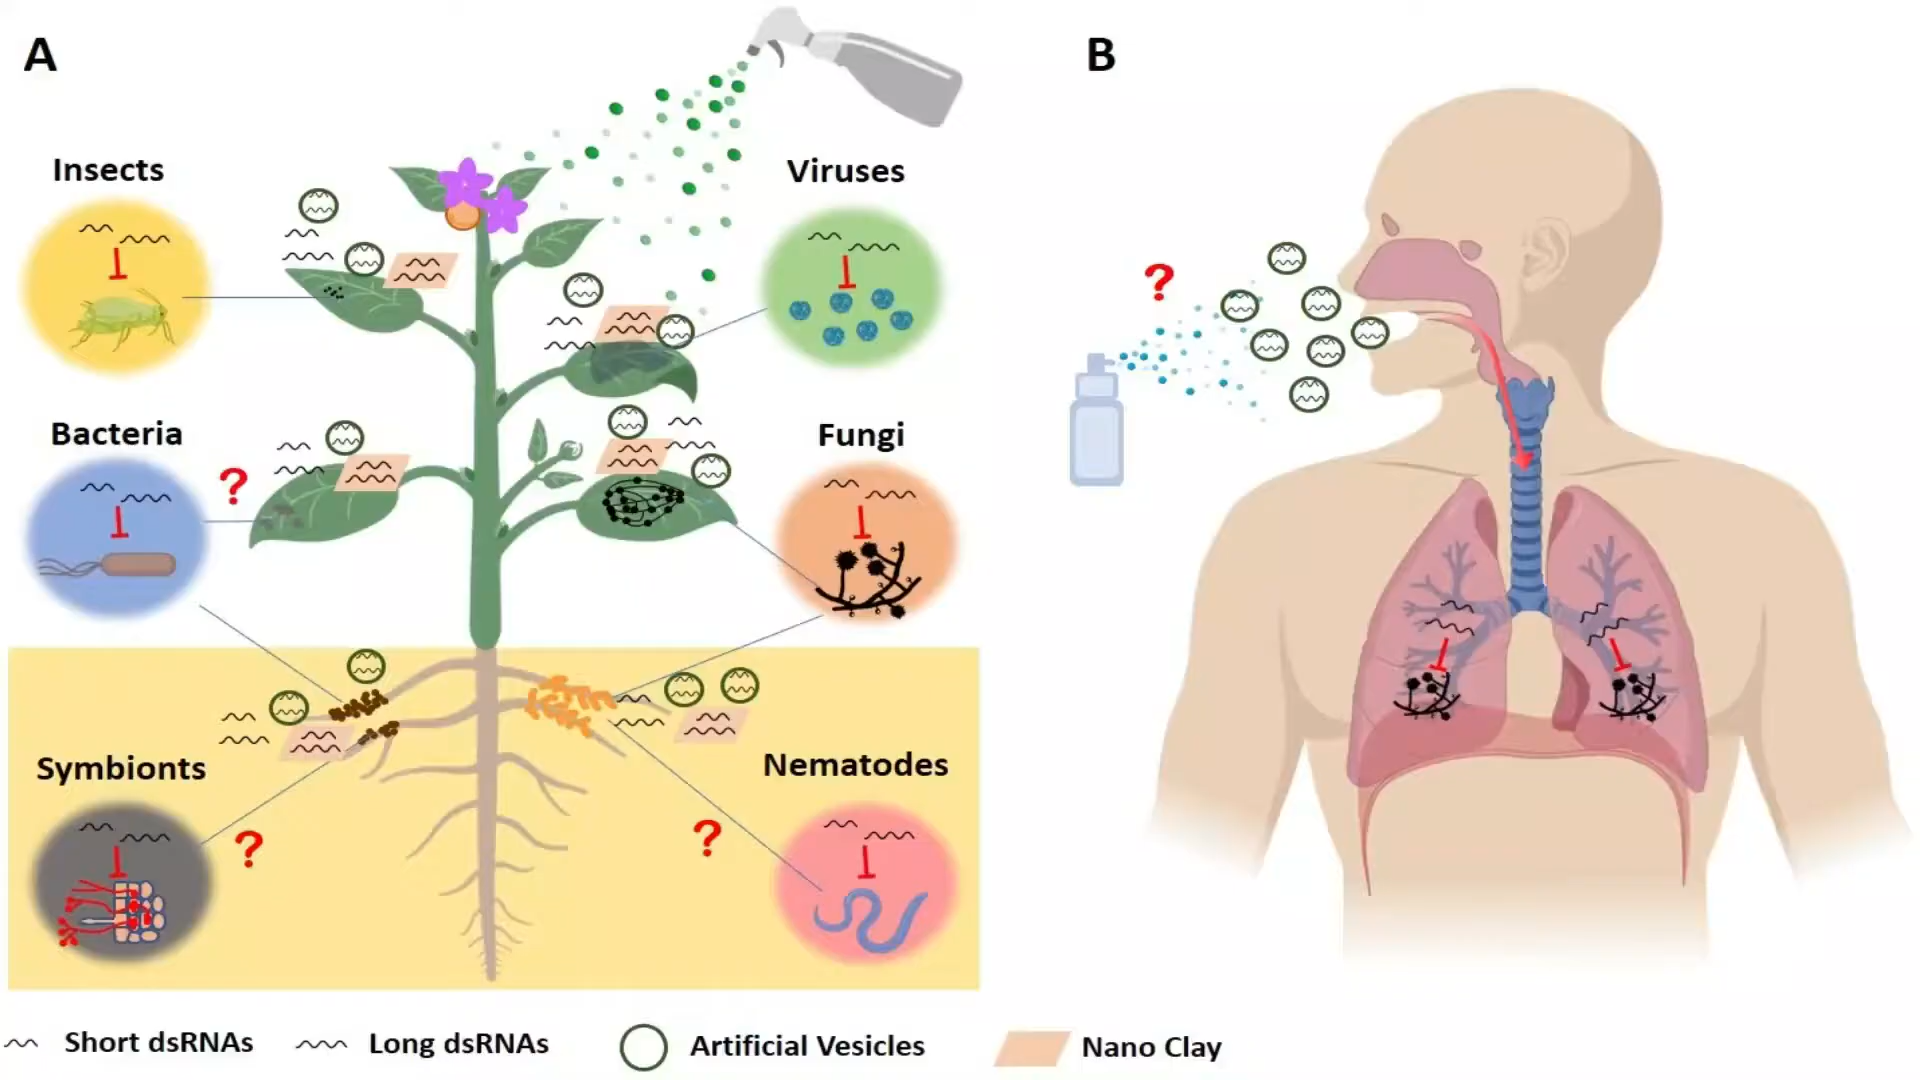 A
B
Insects
Viruses
?
Bacteria
?
Fungi
Symbionts
?
?
Nematodes
Short dsRNAs
Long dsRNAs
Artificial Vesicles
Nano Clay